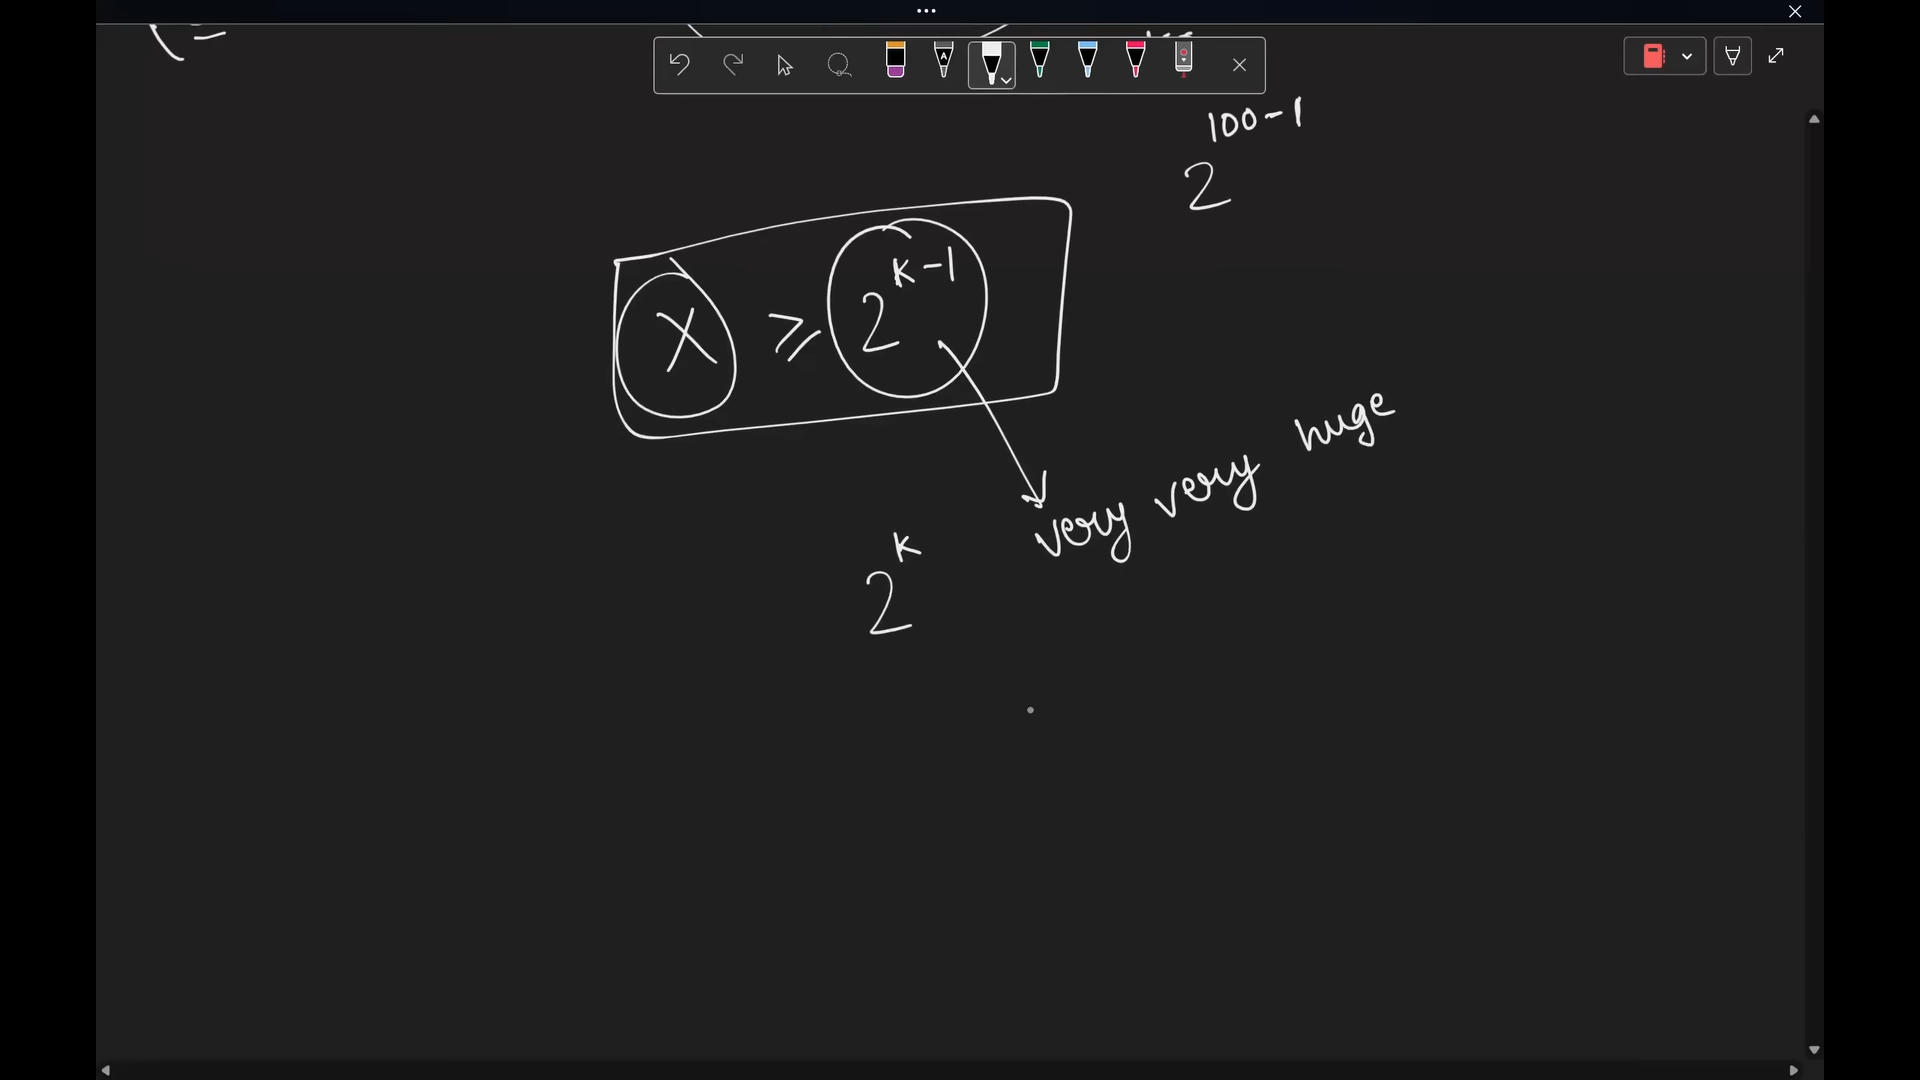 2^{100-1}
X ≥ 2^{k-1}
very very huge
2^k